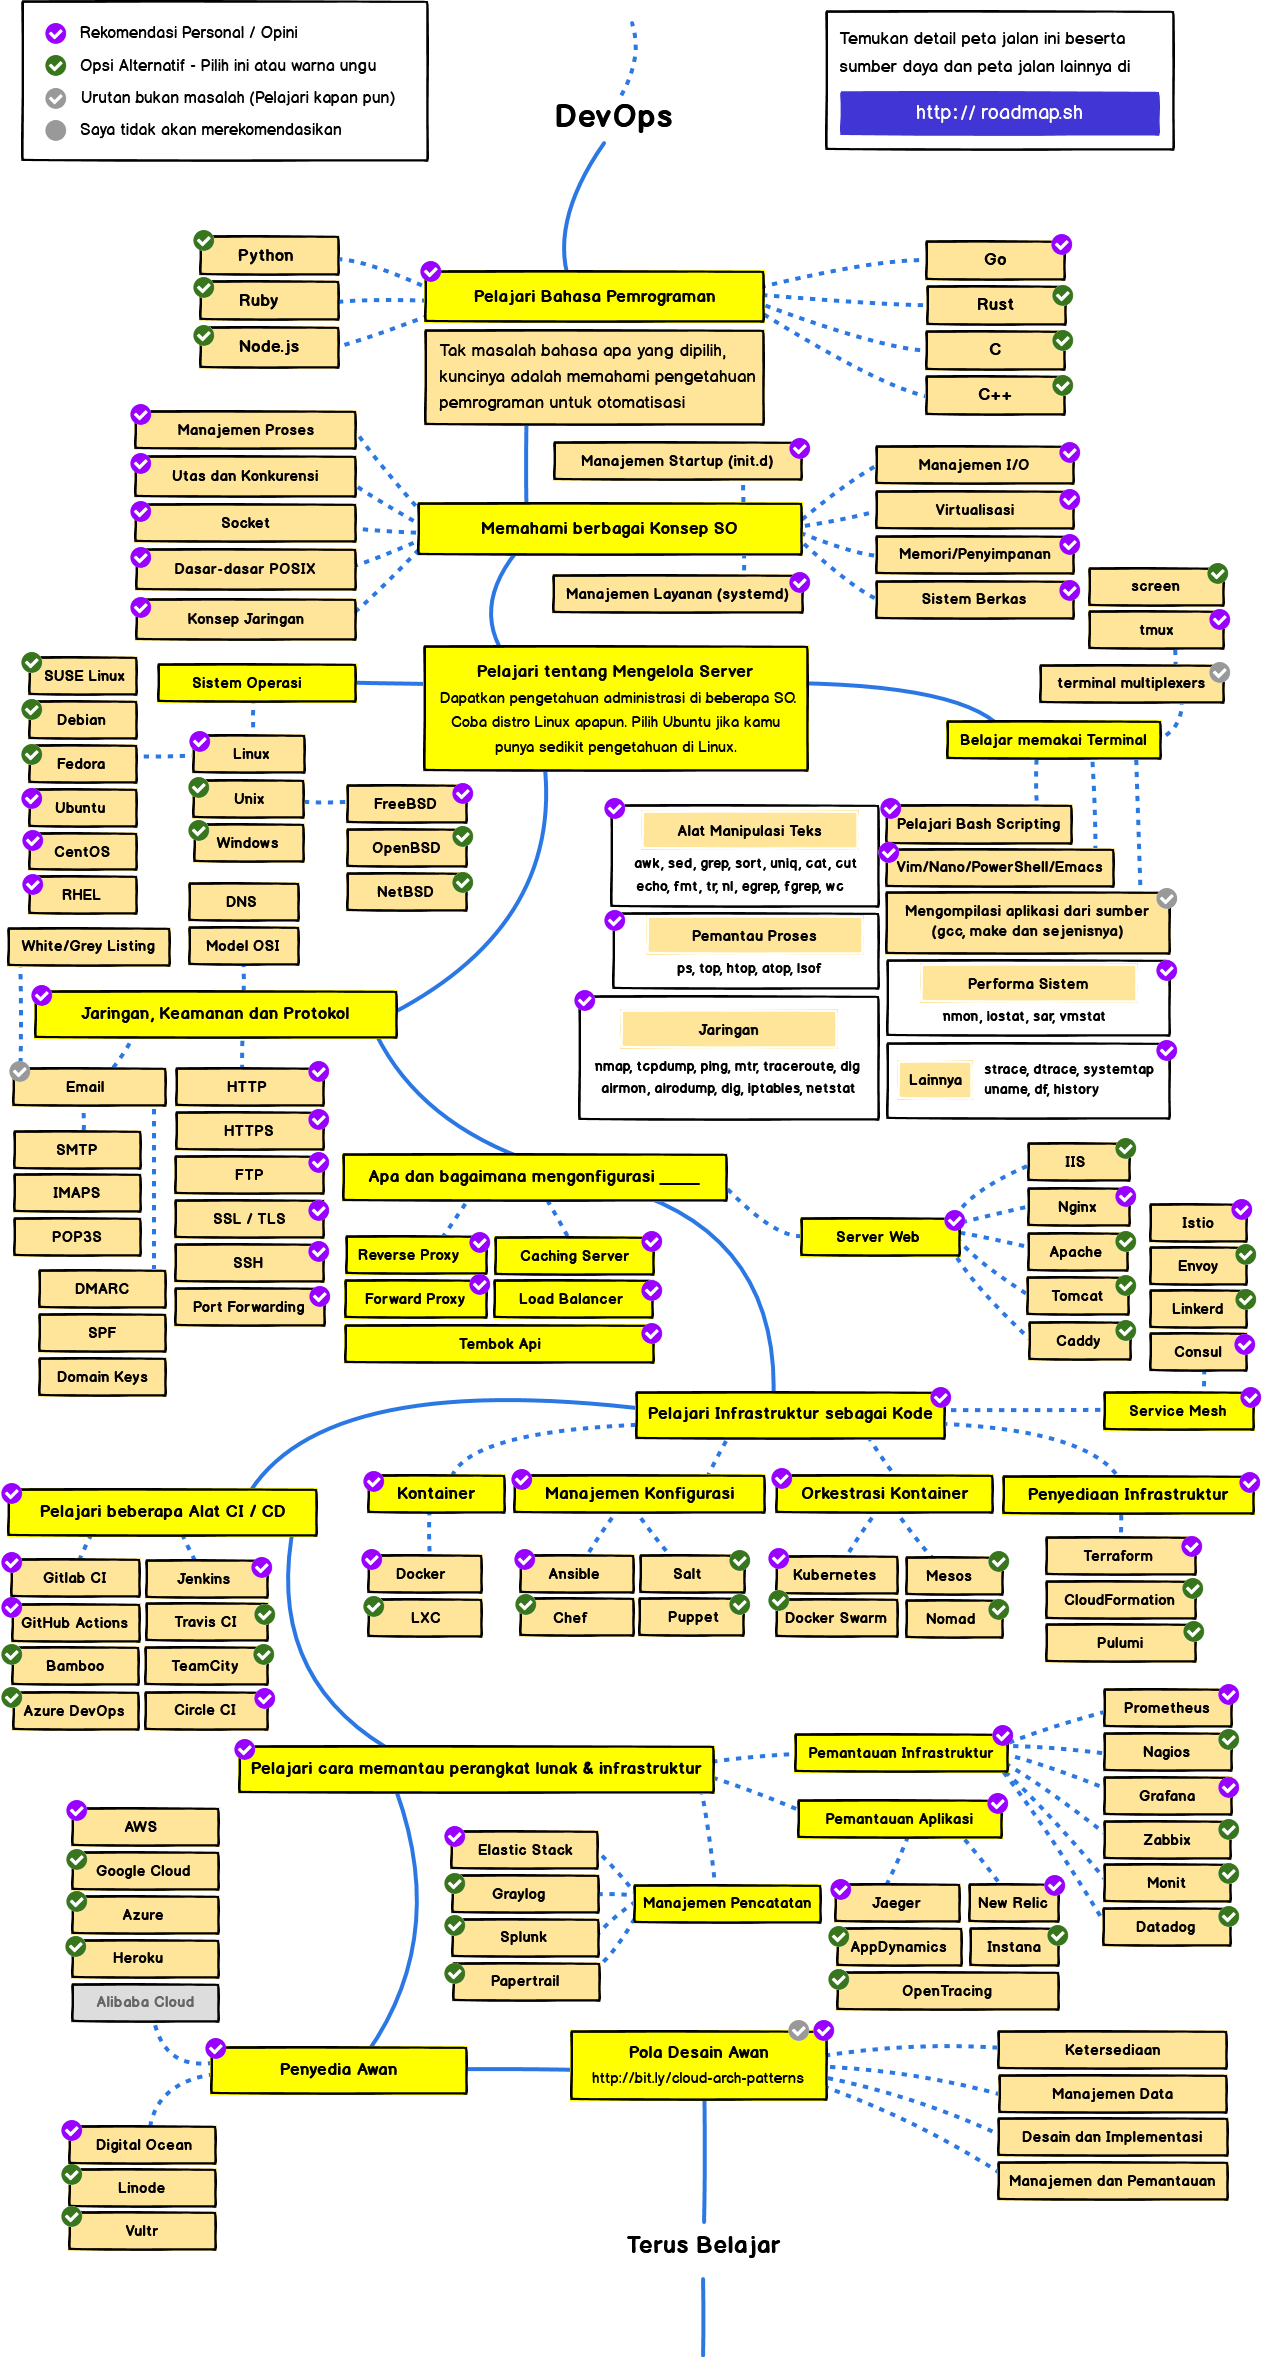 Rekomendasi Personal / Opini
Opsi Alternatif - Pilih ini atau warna ungu
Urutan bukan masalah (Pelajari kapan pun)
Saya tidak akan merekomendasikan
DevOps
Temukan detail peta jalan ini beserta
sumber daya dan peta jalan lainnya di
http:// roadmap.sh
Python
Ruby
Node.js
Pelajari Bahasa Pemrograman
Tak masalah bahasa apa yang dipilih,
kuncinya adalah memahami pengetahuan
pemrograman untuk otomatisasi
Go
Rust
C
C++
Manajemen Proses
Utas dan Konkurensi
Socket
Dasar-dasar POSIX
Konsep Jaringan
Manajemen Startup (init.d)
Memahami berbagai Konsep SO
Manajemen Layanan (systemd)
Manajemen I/O
Virtualisasi
Memori/Penyimpanan
Sistem Berkas
screen
tmux
terminal multiplexers
Belajar memakai Terminal
Pelajari tentang Mengelola Server
Dapatkan pengetahuan administrasi di beberapa SO.
Coba distro Linux apapun. Pilih Ubuntu jika kamu
punya sedikit pengetahuan di Linux.
Sistem Operasi
SUSE Linux
Debian
Fedora
Ubuntu
CentOS
RHEL
Linux
Unix
Windows
FreeBSD
OpenBSD
NetBSD
Alat Manipulasi Teks
awk, sed, grep, sort, uniq, cat, cut
echo, fmt, tr, nl, egrep, fgrep, wc
Pemantau Proses
ps, top, htop, atop, lsof
Jaringan
nmap, tcpdump, ping, mtr, traceroute, dig
airmon, airodump, dig, iptables, netstat
Pelajari Bash Scripting
Vim/Nano/PowerShell/Emacs
Mengompilasi aplikasi dari sumber
(gcc, make dan sejenisnya)
Performa Sistem
nmon, iostat, sar, vmstat
Lainnya
strace, dtrace, systemtap
uname, df, history
DNS
Model OSI
White/Grey Listing
Jaringan, Keamanan dan Protokol
Email
SMTP
IMAPS
POP3S
DMARC
SPF
Domain Keys
HTTP
HTTPS
FTP
SSL / TLS
SSH
Port Forwarding
Apa dan bagaimana mengonfigurasi _____
Reverse Proxy
Caching Server
Forward Proxy
Load Balancer
Tembok Api
Server Web
IIS
Nginx
Apache
Tomcat
Caddy
Istio
Envoy
Linkerd
Consul
Service Mesh
Pelajari Infrastruktur sebagai Kode
Kontainer
Docker
LXC
Manajemen Konfigurasi
Ansible
Salt
Chef
Puppet
Orkestrasi Kontainer
Kubernetes
Mesos
Docker Swarm
Nomad
Penyediaan Infrastruktur
Terraform
CloudFormation
Pulumi
Pelajari beberapa Alat CI / CD
Gitlab CI
Jenkins
GitHub Actions
Travis CI
Bamboo
TeamCity
Azure DevOps
Circle CI
Pelajari cara memantau perangkat lunak & infrastruktur
Pemantauan Infrastruktur
Prometheus
Nagios
Grafana
Zabbix
Monit
Datadog
Pemantauan Aplikasi
Jaeger
New Relic
AppDynamics
Instana
OpenTracing
Manajemen Pencatatan
Elastic Stack
Graylog
Splunk
Papertrail
AWS
Google Cloud
Azure
Heroku
Alibaba Cloud
Penyedia Awan
Digital Ocean
Linode
Vultr
Pola Desain Awan
http://bit.ly/cloud-arch-patterns
Ketersediaan
Manajemen Data
Desain dan Implementasi
Manajemen dan Pemantauan
Terus Belajar